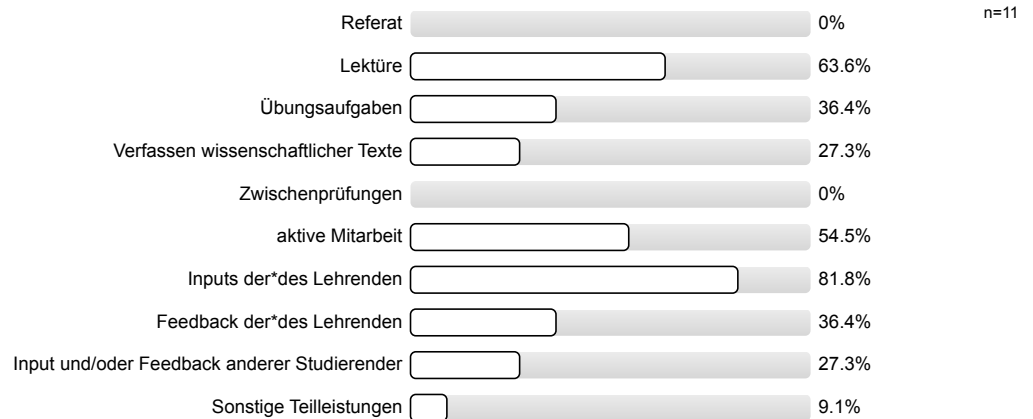 Referat 0% n=11
Lektüre 63.6%
Übungsaufgaben 36.4%
Verfassen wissenschaftlicher Texte 27.3%
Zwischenprüfungen 0%
aktive Mitarbeit 54.5%
Inputs der*des Lehrenden 81.8%
Feedback der*des Lehrenden 36.4%
Input und/oder Feedback anderer Studierender 27.3%
Sonstige Teilleistungen 9.1%